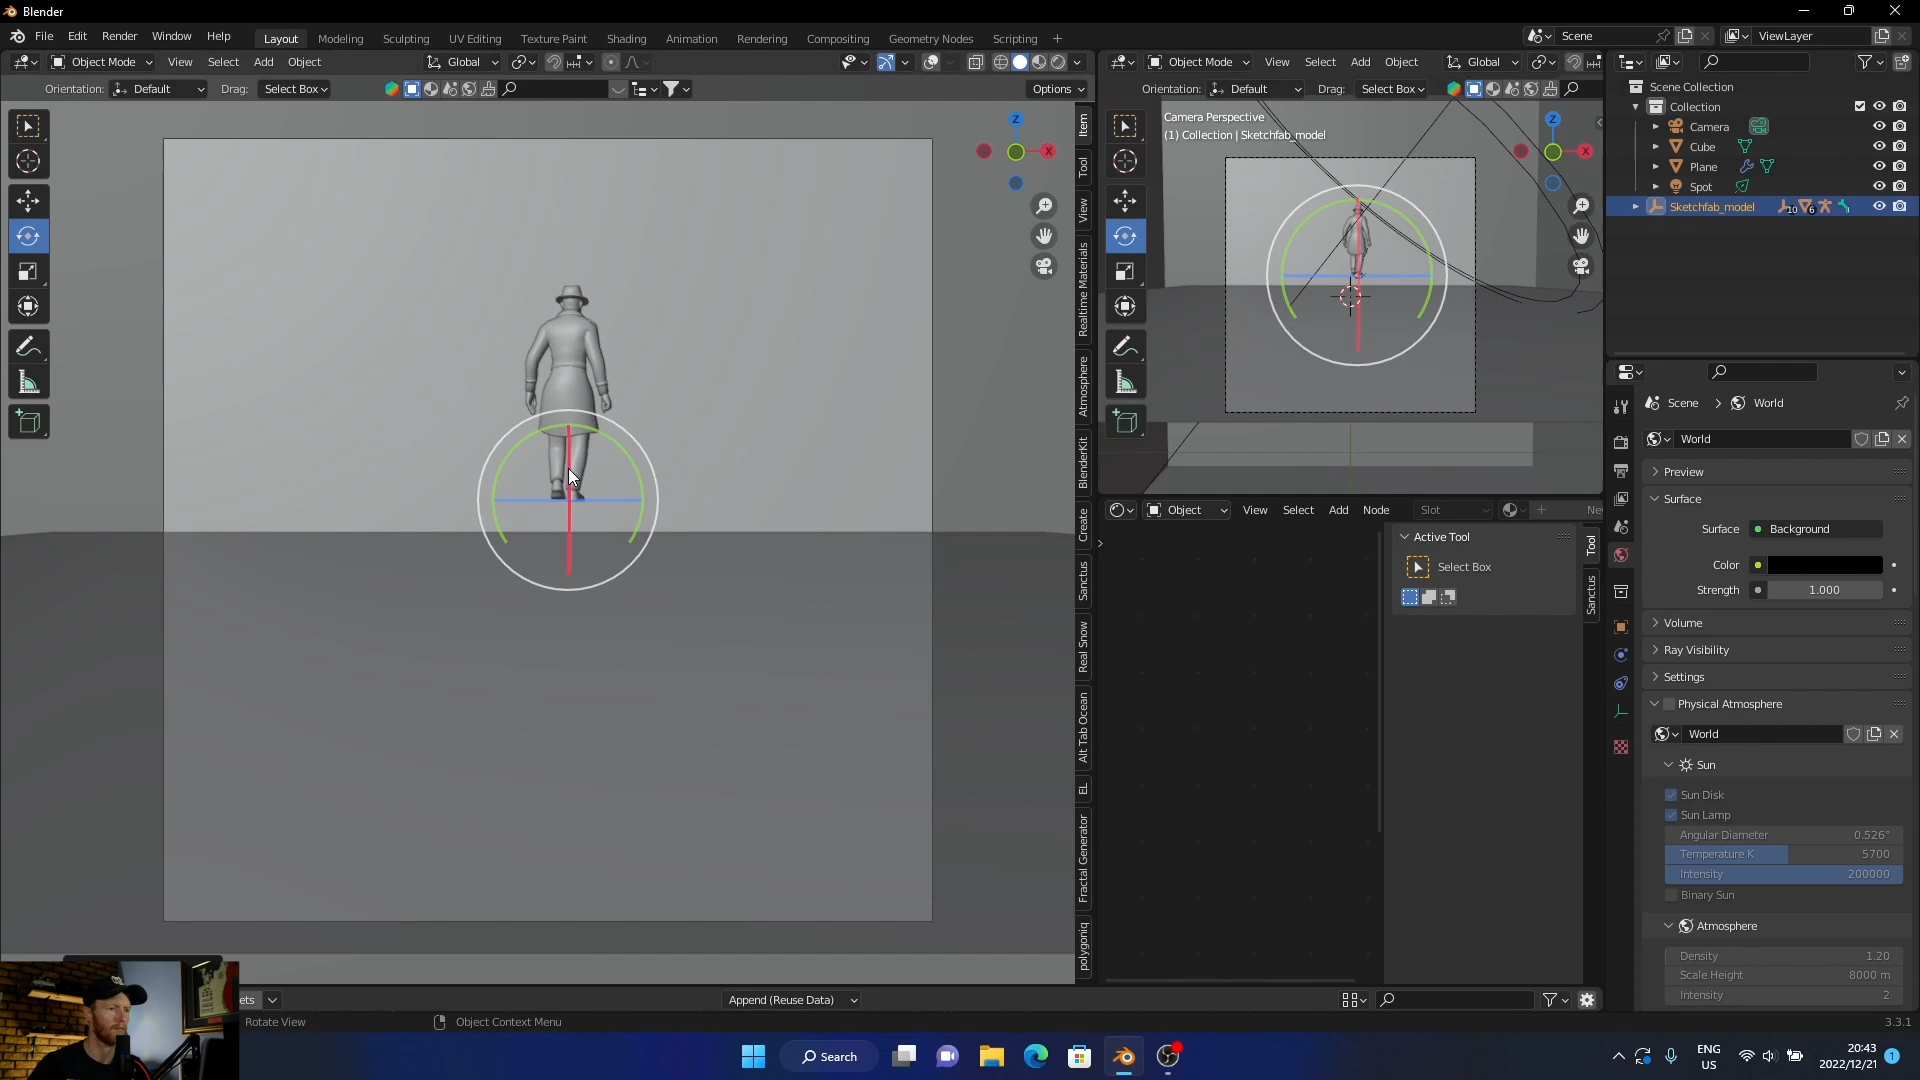 Blender
File Edit Render Window Help Layout Modeling Sculpting UV Editing Texture Paint Shading Animation Rendering Compositing Geometry Nodes Scripting + Scene ViewLayer
Object Mode View Select Add Object Global
Orientation: Default Drag: Select Box Options
Object Mode View Select Add Object Global
Orientation: Default Drag: Select Box
Camera Perspective
(1) Collection | Sketchfab_model
Z
X
Z
X
Item
Tool
View
Realtime Materials
Atmosphere
BlenderKit
Create
Sanctus
Real Snow
Alt Tab Ocean
EL
Fractal Generator
polygoniq
Object View Select Add Node Slot Ne
Active Tool
Select Box
Tool
Sanctus
Scene Collection
Collection
Camera
Cube
Plane
Spot
Sketchfab_model 10 6
Scene > World
World
Preview
Surface
Surface Background
Color
Strength 1.000
Volume
Ray Visibility
Settings
Physical Atmosphere
World
Sun
Sun Disk
Sun Lamp
Angular Diameter 0.526°
Temperature K 5700
Intensity 200000
Binary Sun
Atmosphere
Density 1.20
Scale Height 8000 m
Intensity 2
ets Append (Reuse Data)
Rotate View Object Context Menu 3.3.1
Search
ENG
US
20:43
2022/12/21
1